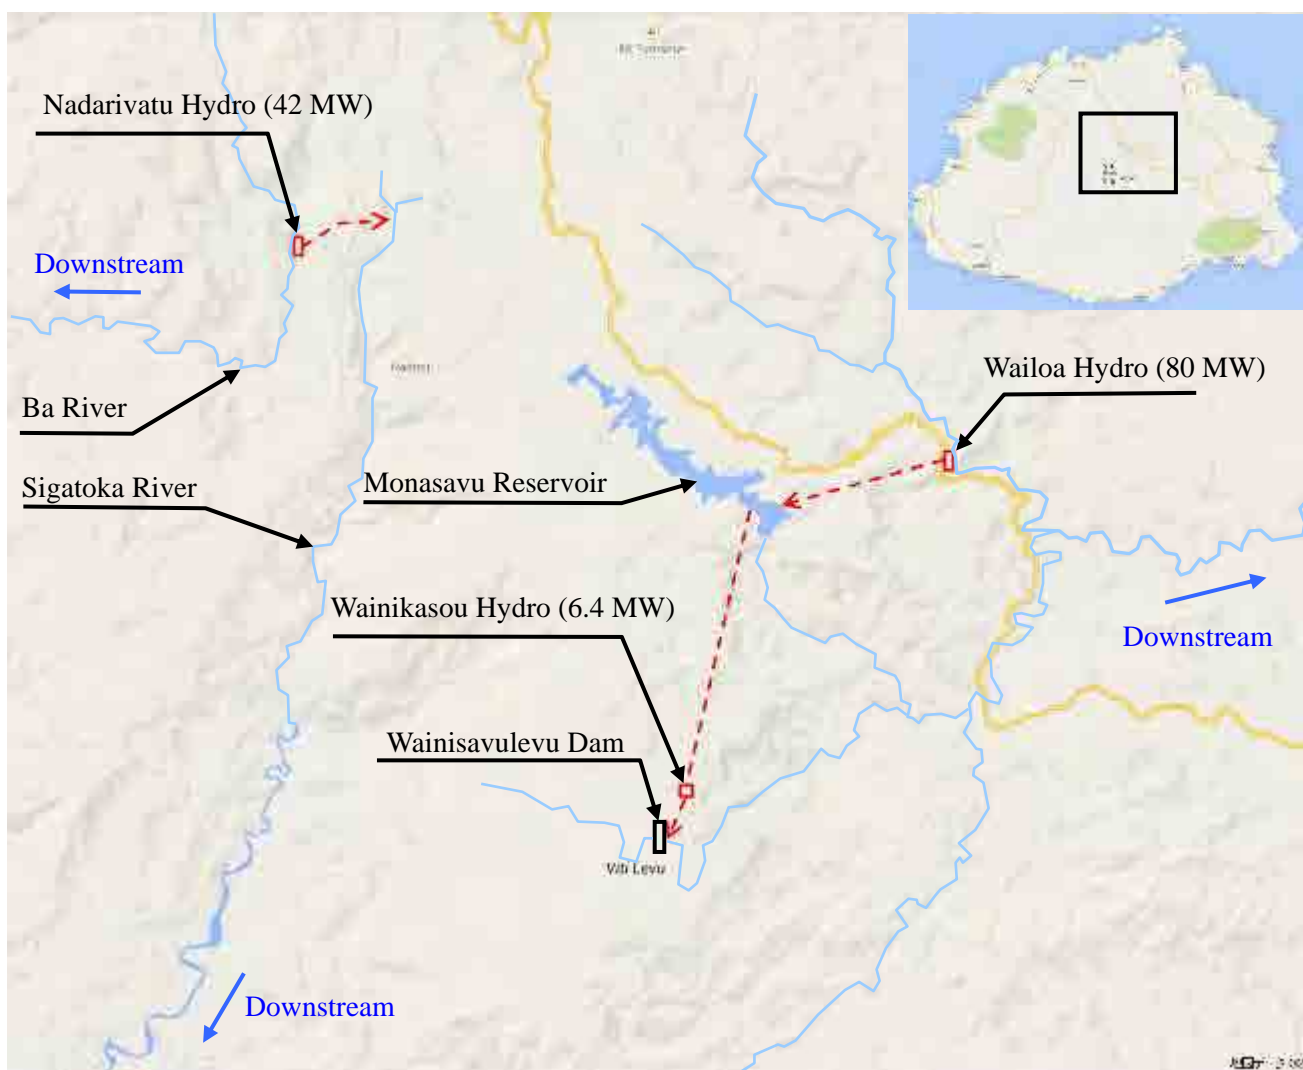 Nadarivatu Hydro (42 MW)
Downstream
Ba River
Sigatoka River
Monasavu Reservoir
Wailoa Hydro (80 MW)
Wainikasou Hydro (6.4 MW)
Downstream
Wainisavulevu Dam
Viti Levu
Downstream